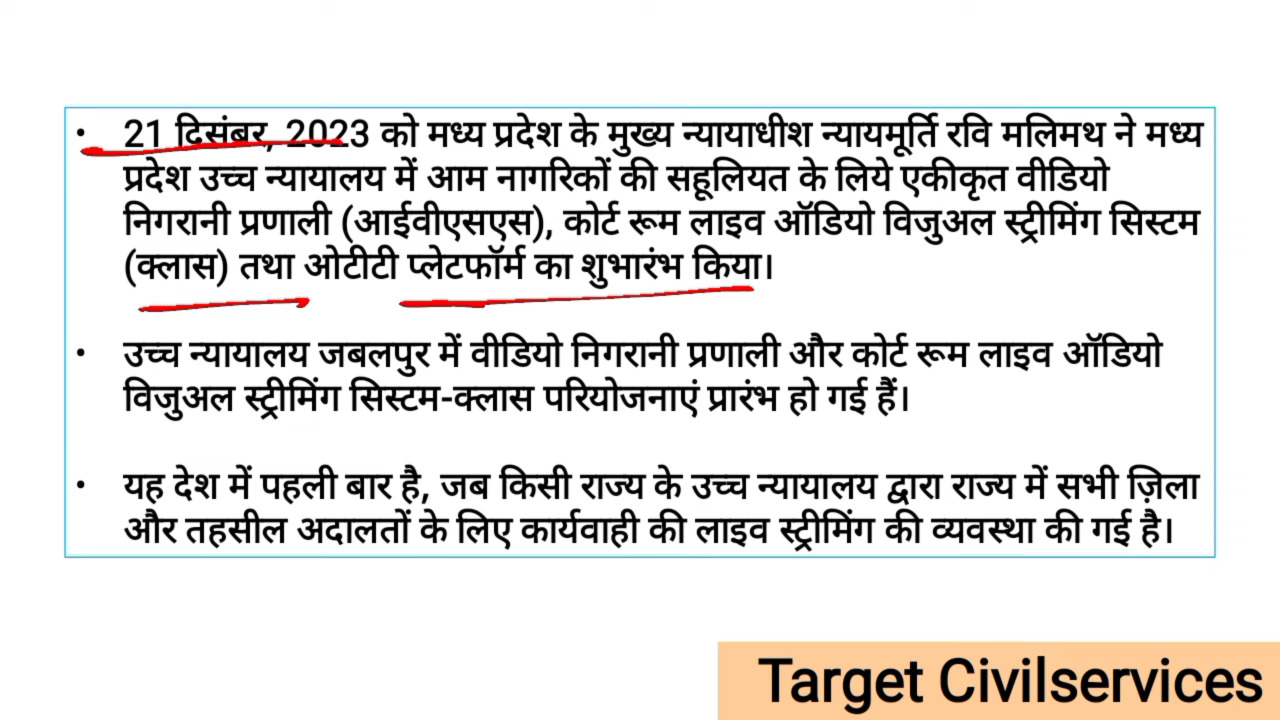 • 21 दिसंबर, 2023 को मध्य प्रदेश के मुख्य न्यायाधीश न्यायमूर्ति रवि मलिमथ ने मध्य
प्रदेश उच्च न्यायालय में आम नागरिकों की सहूलियत के लिये एकीकृत वीडियो
निगरानी प्रणाली (आईवीएसएस), कोर्ट रूम लाइव ऑडियो विजुअल स्ट्रीमिंग सिस्टम
(क्लास) तथा ओटीटी प्लेटफॉर्म का शुभारंभ किया।
• उच्च न्यायालय जबलपुर में वीडियो निगरानी प्रणाली और कोर्ट रूम लाइव ऑडियो
विजुअल स्ट्रीमिंग सिस्टम-क्लास परियोजनाएं प्रारंभ हो गई हैं।
• यह देश में पहली बार है, जब किसी राज्य के उच्च न्यायालय द्वारा राज्य में सभी ज़िला
और तहसील अदालतों के लिए कार्यवाही की लाइव स्ट्रीमिंग की व्यवस्था की गई है।
Target Civilservices